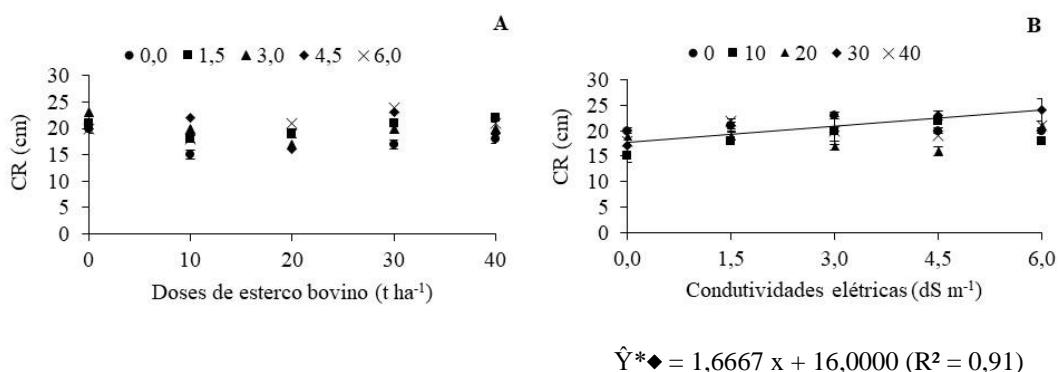 A
● 0,0 ■ 1,5 ▲ 3,0 ◆ 4,5 × 6,0
30
25
20
15
10
5
0
CR (cm)
0 10 20 30 40
Doses de esterco bovino (t ha⁻¹)
B
● 0 ■ 10 ▲ 20 ◆ 30 × 40
30
25
20
15
10
5
0
CR (cm)
0,0 1,5 3,0 4,5 6,0
Condutividades elétricas (dS m⁻¹)
Ŷ*◆ = 1,6667 x + 16,0000 (R² = 0,91)